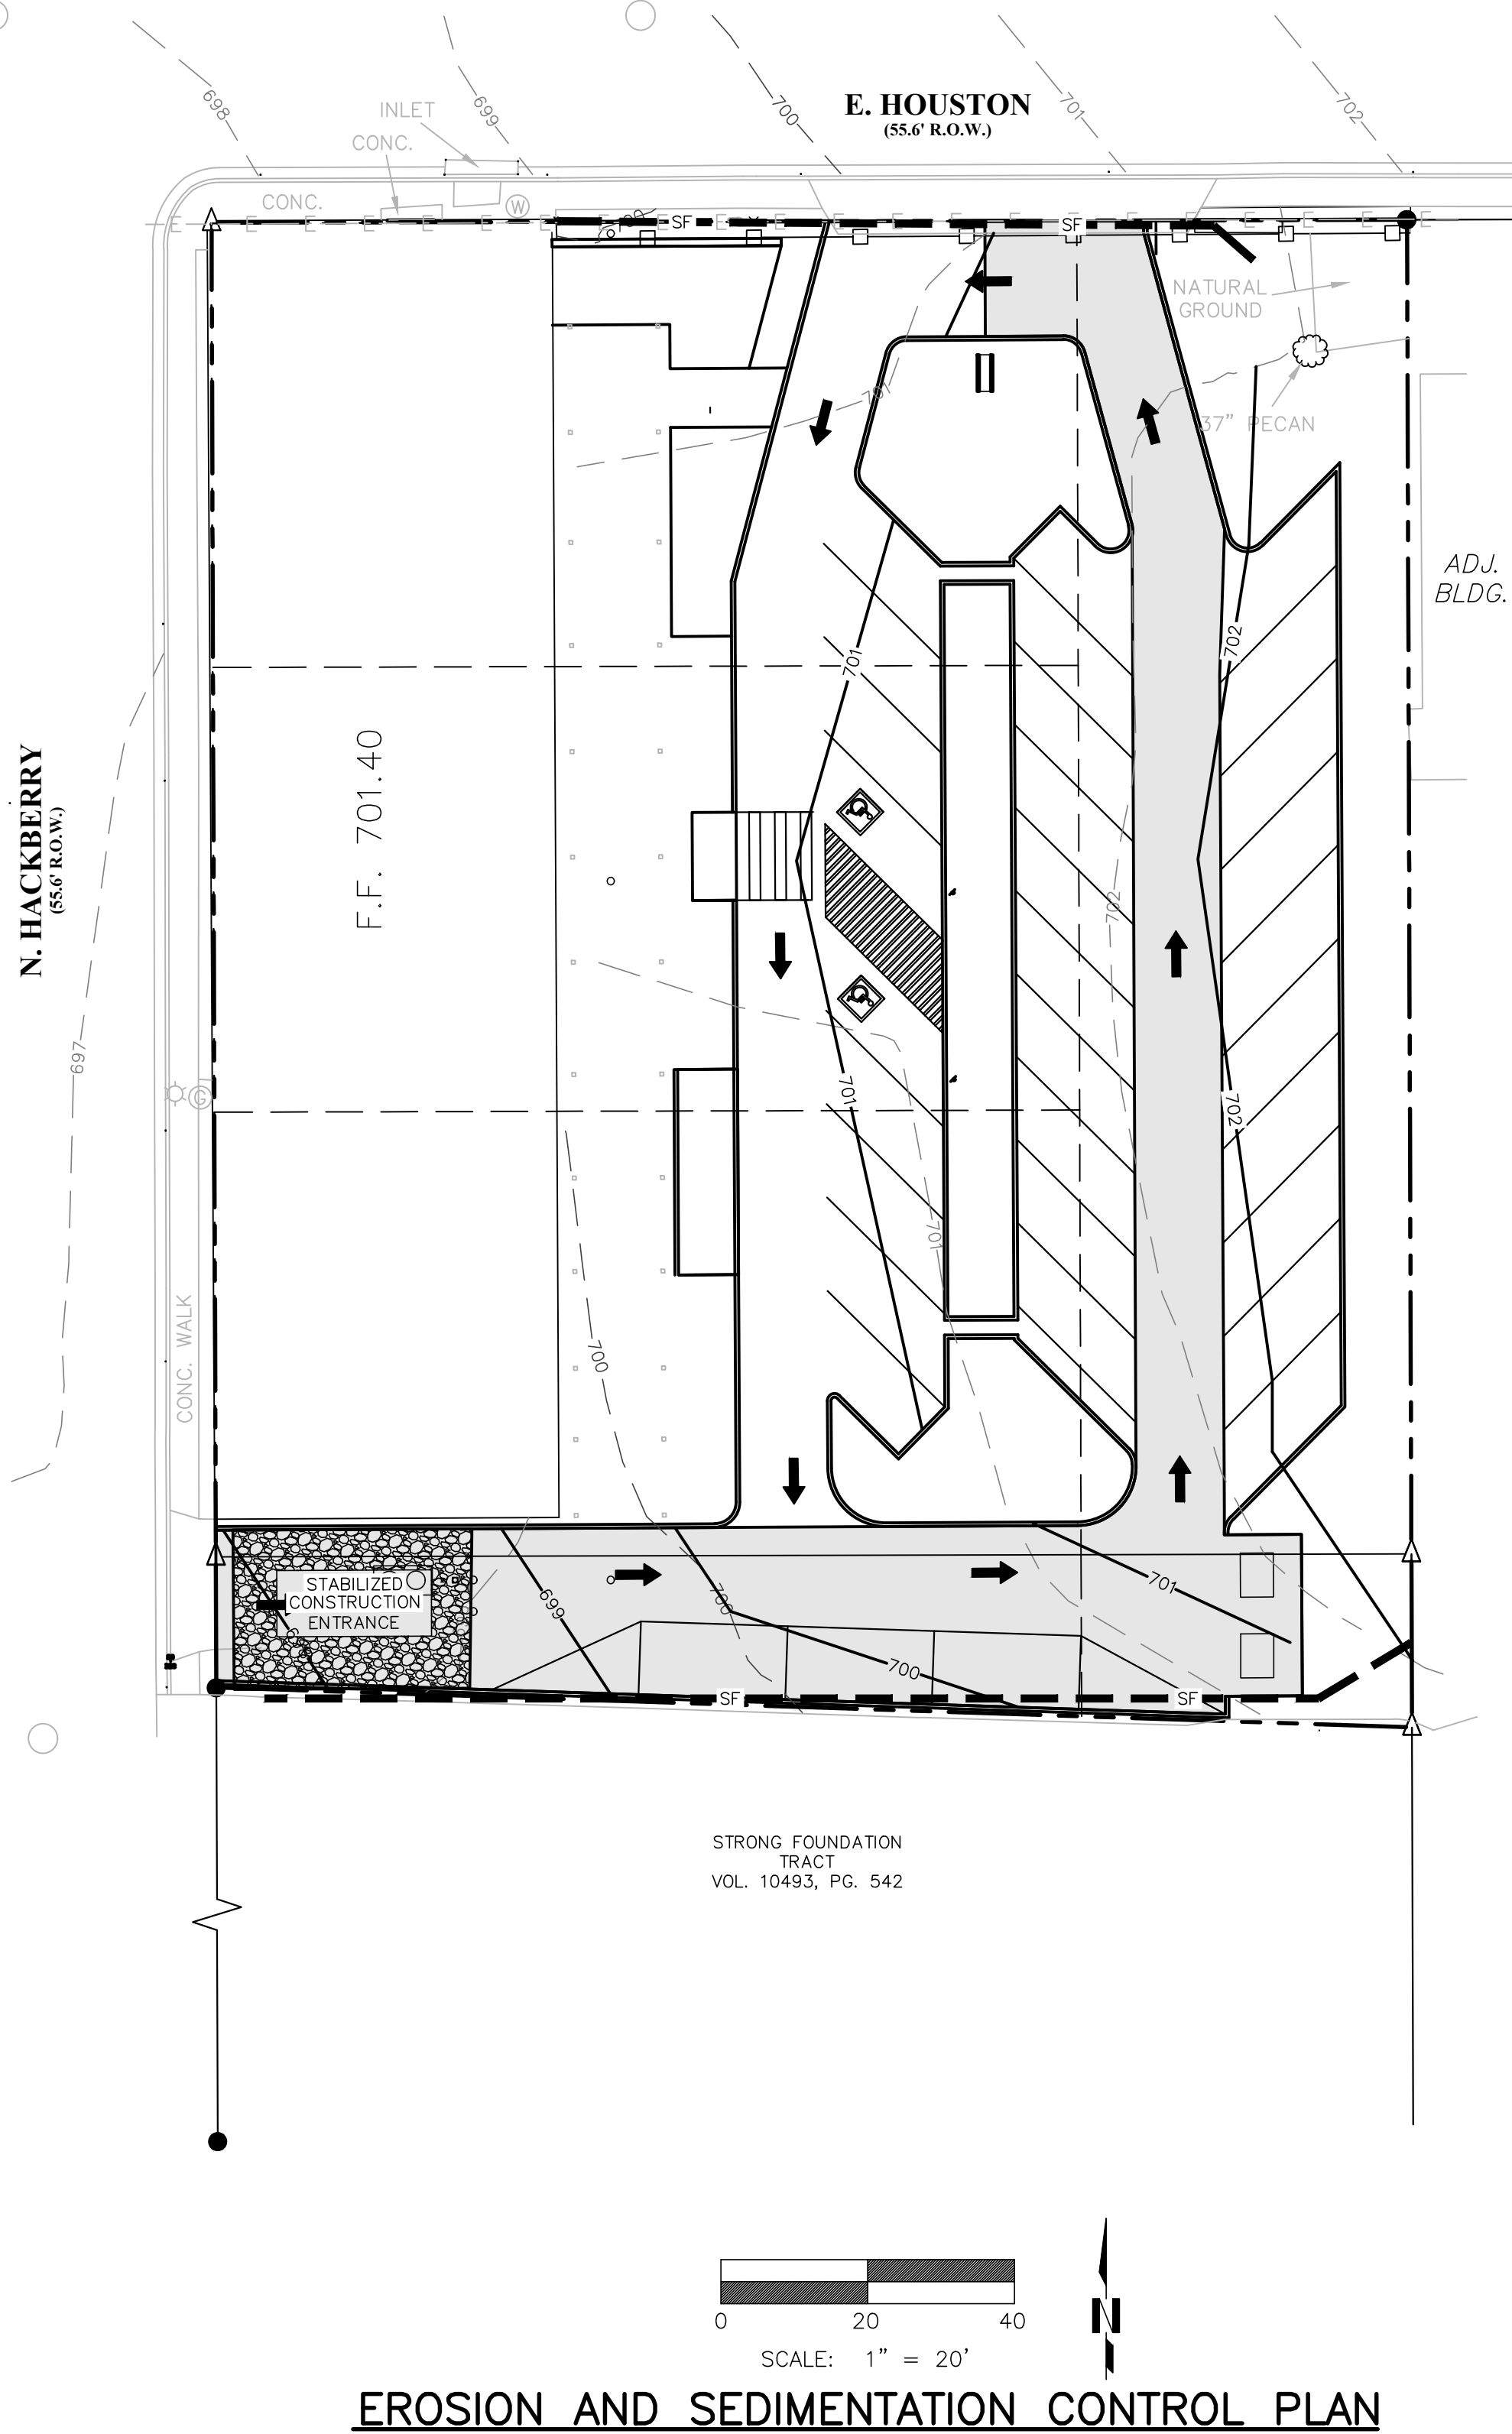 698
699
700
701
702
INLET
CONC.
E. HOUSTON
(55.6' R.O.W.)
CONC.
W
E E E E E E E E E E E E E E E E E E E E E E
SF
SF
NATURAL
GROUND
701
37" PECAN
ADJ.
BLDG.
702
701
N. HACKBERRY
(55.6' R.O.W.)
F.F. 701.40
702
697
G
701
702
701
CONC. WALK
700
STABILIZED
CONSTRUCTION
ENTRANCE
699
700
701
700
SF
SF
STRONG FOUNDATION
TRACT
VOL. 10493, PG. 542
0 20 40
N
SCALE: 1" = 20'
EROSION AND SEDIMENTATION CONTROL PLAN